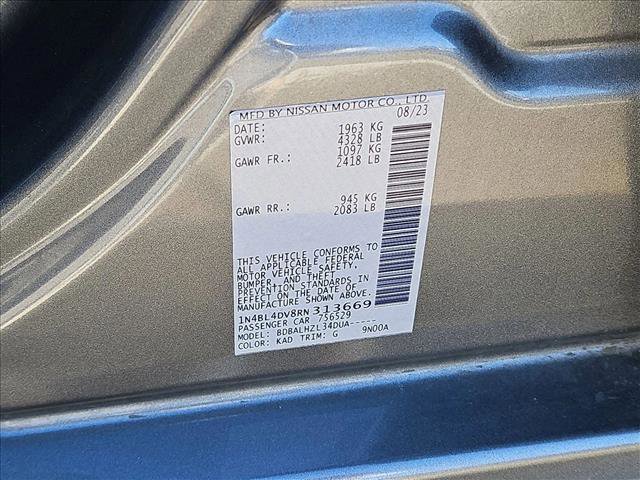 MFD BY NISSAN MOTOR CO., LTD.
DATE: 08/23
GVWR: 1963 KG
4328 LB
GAWR FR.: 1097 KG
2418 LB
GAWR RR.: 945 KG
2083 LB
THIS VEHICLE CONFORMS TO
ALL APPLICABLE FEDERAL
MOTOR VEHICLE SAFETY,
BUMPER, AND THEFT
PREVENTION STANDARDS IN
EFFECT ON THE DATE OF
MANUFACTURE SHOWN ABOVE.
1N4BL4DV8RN313669
PASSENGER CAR 756529
MODEL: BDBALHZL34DUA-----
COLOR: KAD TRIM: G 9N00A